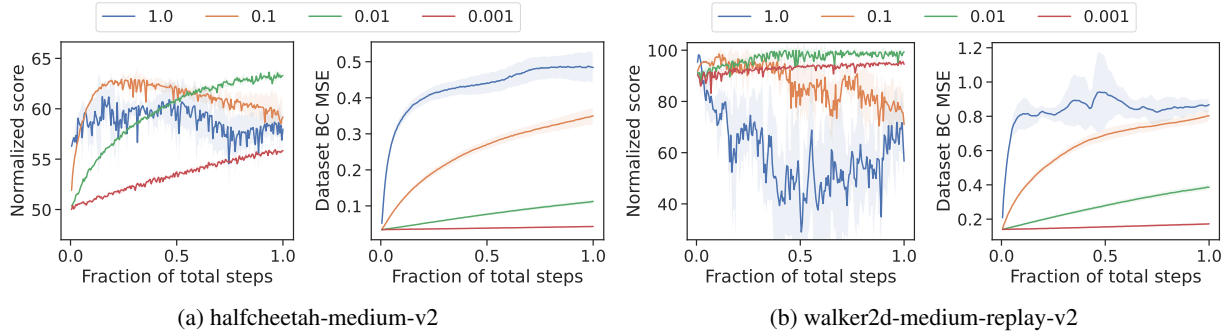 1.0 0.1 0.01 0.001
65
60
55
50
Normalized score
0.0 0.5 1.0
Fraction of total steps
0.5
0.4
0.3
0.2
0.1
Dataset BC MSE
0.0 0.5 1.0
Fraction of total steps
(a) halfcheetah-medium-v2
1.0 0.1 0.01 0.001
100
80
60
40
Normalized score
0.0 0.5 1.0
Fraction of total steps
1.2
1.0
0.8
0.6
0.4
0.2
Dataset BC MSE
0.0 0.5 1.0
Fraction of total steps
(b) walker2d-medium-replay-v2